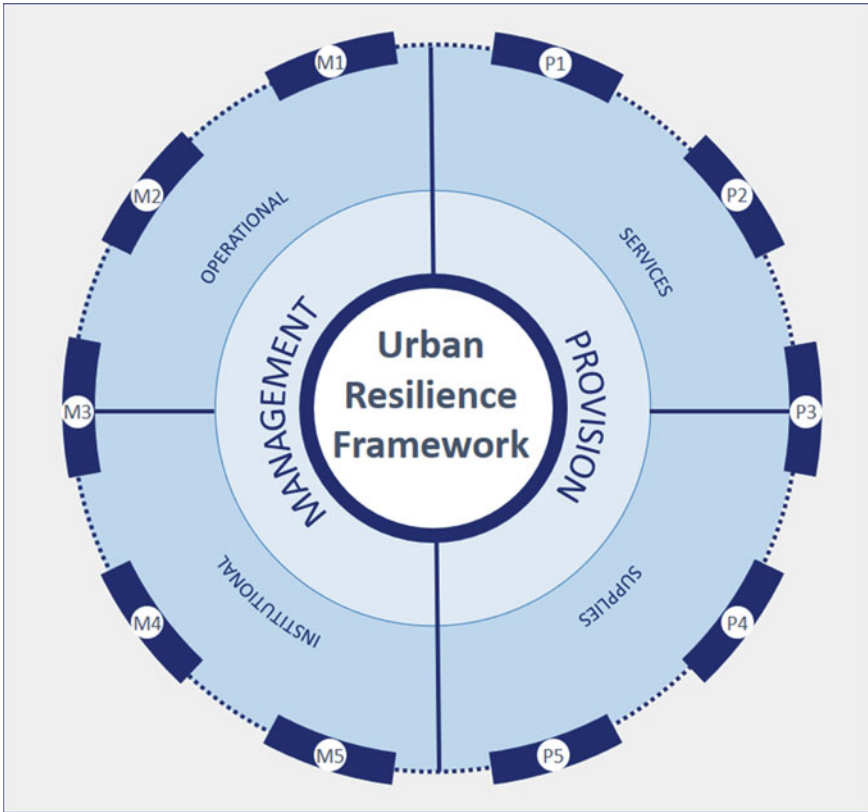 M1
P1
M2
P2
OPERATIONAL
SERVICES
MANAGEMENT
PROVISION
Urban
Resilience
Framework
M3
P3
INSTITUTIONAL
SUPPLIES
M4
P4
M5
P5